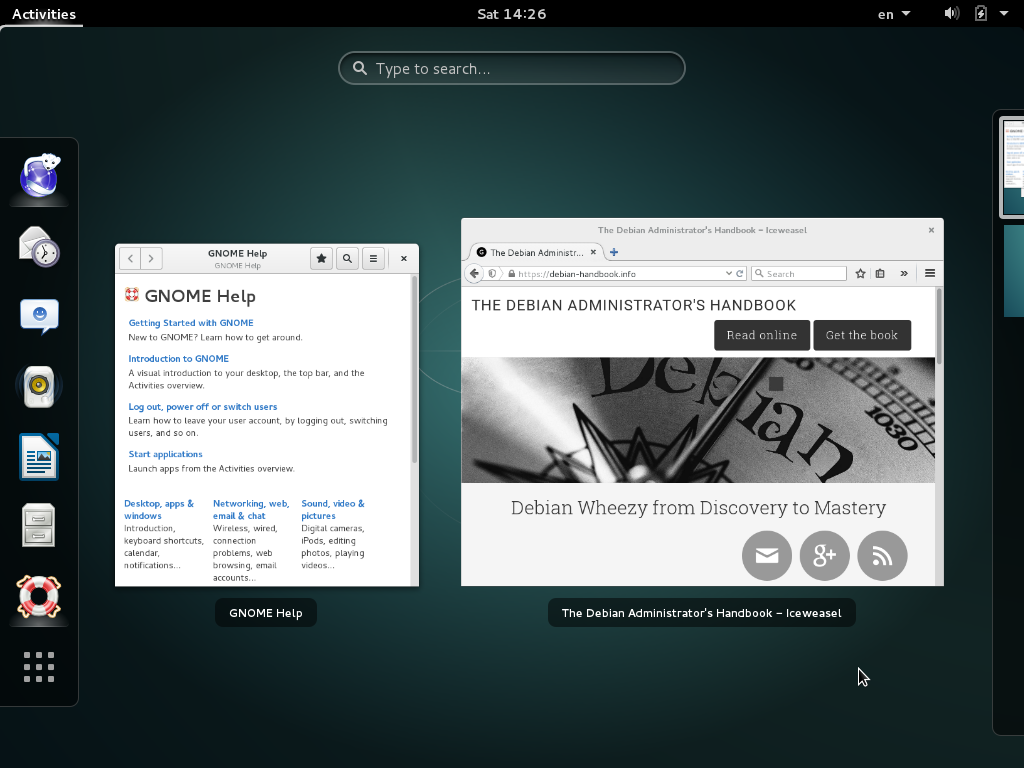 Activities
Sat 14:26
en
Type to search...
GNOME Help
GNOME Help
GNOME Help
Getting Started with GNOME
New to GNOME? Learn how to get around.
Introduction to GNOME
A visual introduction to your desktop, the top bar, and the
Activities overview.
Log out, power off or switch users
Learn how to leave your user account, by logging out, switching
users, and so on.
Start applications
Launch apps from the Activities overview.
Desktop, apps &
windows
Introduction,
keyboard shortcuts,
calendar,
notifications...
Networking, web,
email & chat
Wireless, wired,
connection
problems, web
browsing, email
accounts...
Sound, video &
pictures
Digital cameras,
iPods, editing
photos, playing
videos...
GNOME Help
The Debian Administrator's Handbook – Iceweasel
The Debian Administr...
https://debian-handbook.info
Search
THE DEBIAN ADMINISTRATOR'S HANDBOOK
Read online
Get the book
Debian
1030
Debian Wheezy from Discovery to Mastery
g+
The Debian Administrator's Handbook – Iceweasel